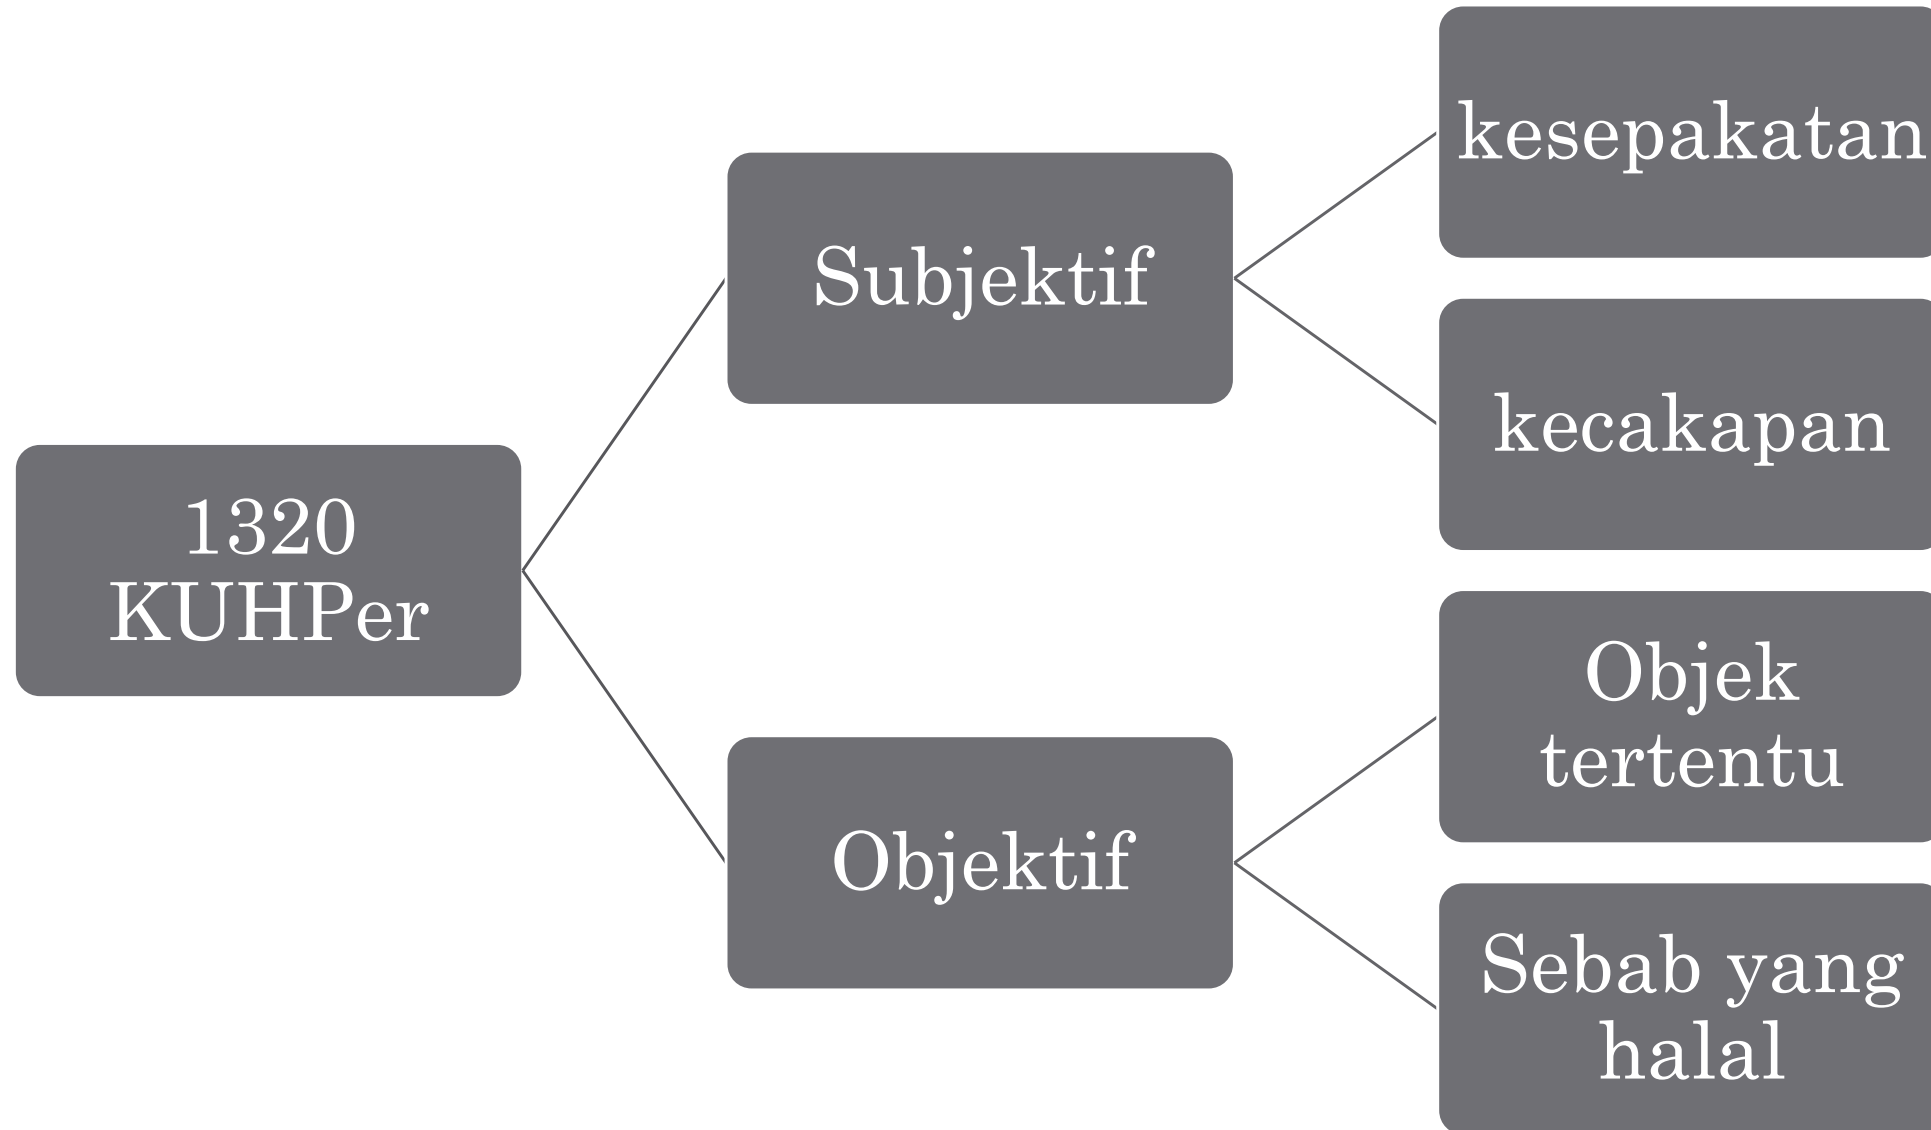 1320
KUHPer
Subjektif
kesepakatan
kecakapan
Objektif
Objek
tertentu
Sebab yang
halal